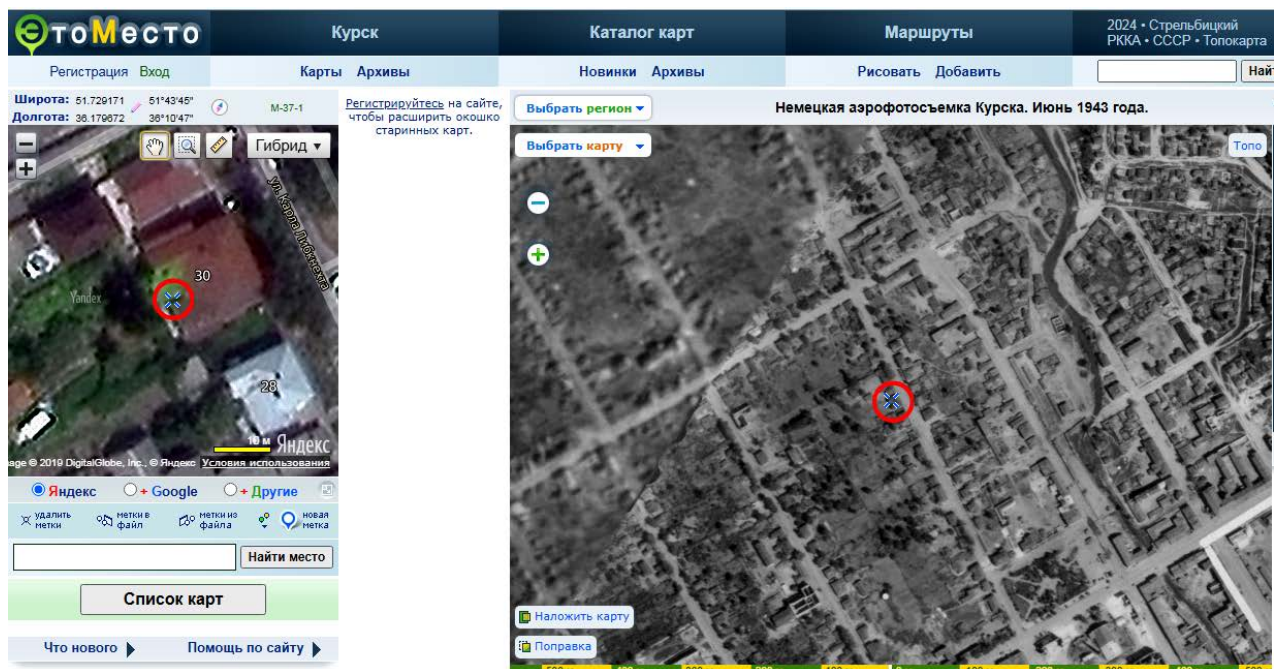 ЭтоМесто
Курск
Каталог карт
Маршруты
2024 • Стрельбицкий
РККА • СССР • Топокарта
Регистрация Вход
Карты Архивы
Новинки Архивы
Рисовать Добавить
Най
Широта: 51.729171 51°43'45"
Долгота: 36.179672 36°10'47"
М-37-1
Регистрируйтесь на сайте,
чтобы расширить окошко
старинных карт.
Выбрать регион
Немецкая аэрофотосъемка Курска. Июнь 1943 года.
Гибрид
ул. Карла Либкнехта
30
Yandex
28
10 м Яндекс
age © 2019 DigitalGlobe, Inc., © Яндекс Условия использования
Яндекс + Google + Другие
удалить метки
метки в файл
метки из файла
новая метка
Найти место
Список карт
Что нового Помощь по сайту
Выбрать карту
Топо
Наложить карту
Поправка